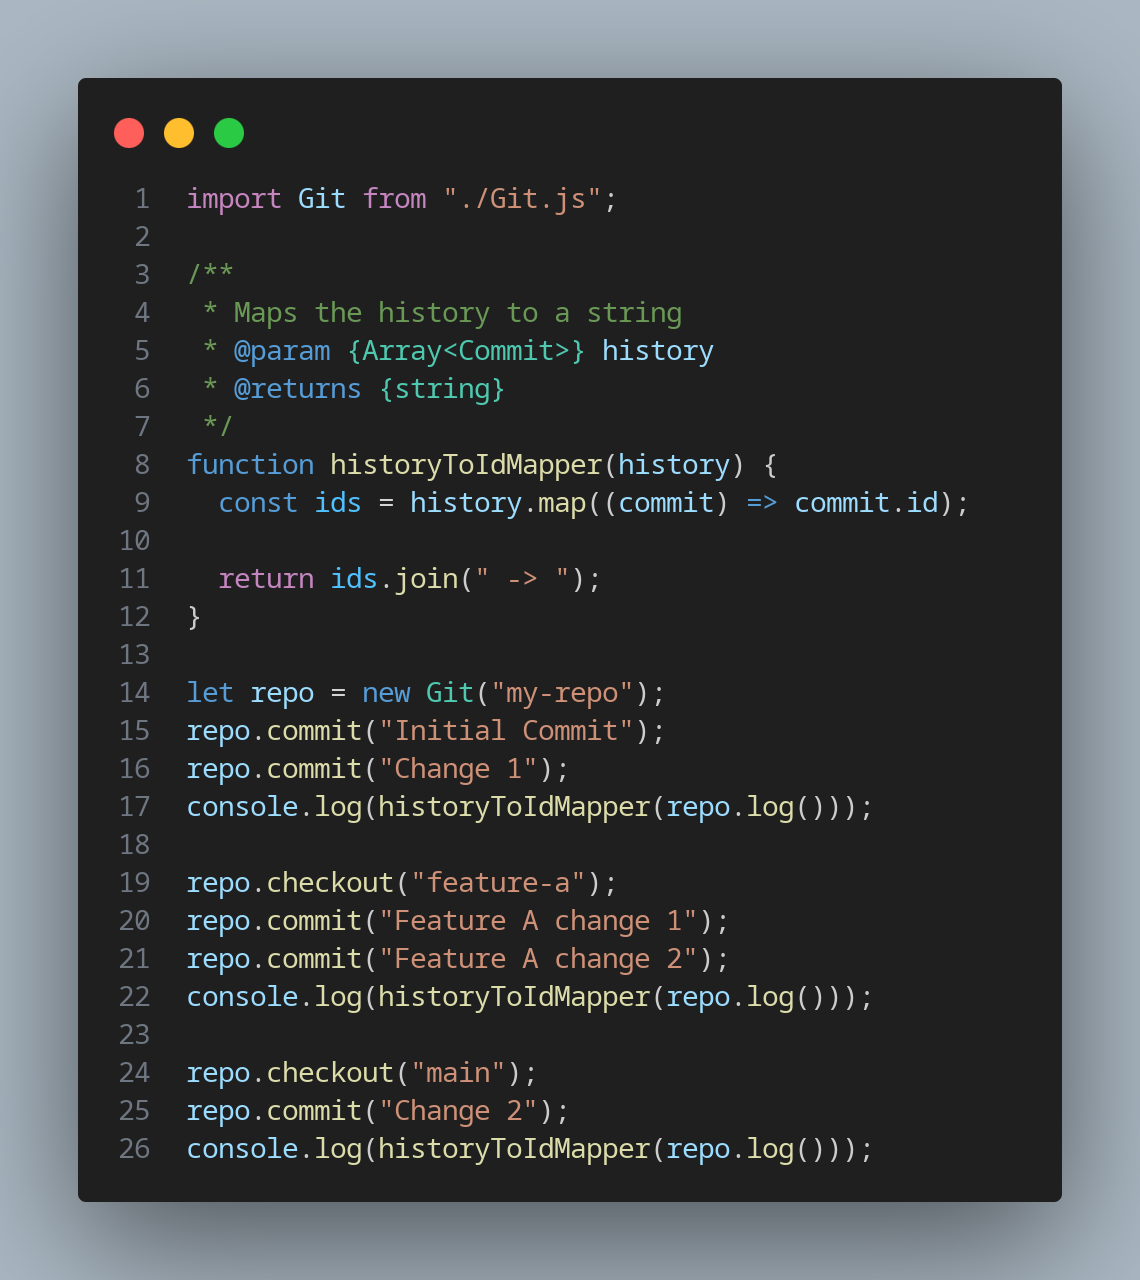 1 import Git from "./Git.js";
2
3 /**
4  * Maps the history to a string
5  * @param {Array<Commit>} history
6  * @returns {string}
7  */
8 function historyToIdMapper(history) {
9   const ids = history.map((commit) => commit.id);
10
11   return ids.join(" -> ");
12 }
13
14 let repo = new Git("my-repo");
15 repo.commit("Initial Commit");
16 repo.commit("Change 1");
17 console.log(historyToIdMapper(repo.log()));
18
19 repo.checkout("feature-a");
20 repo.commit("Feature A change 1");
21 repo.commit("Feature A change 2");
22 console.log(historyToIdMapper(repo.log()));
23
24 repo.checkout("main");
25 repo.commit("Change 2");
26 console.log(historyToIdMapper(repo.log()));